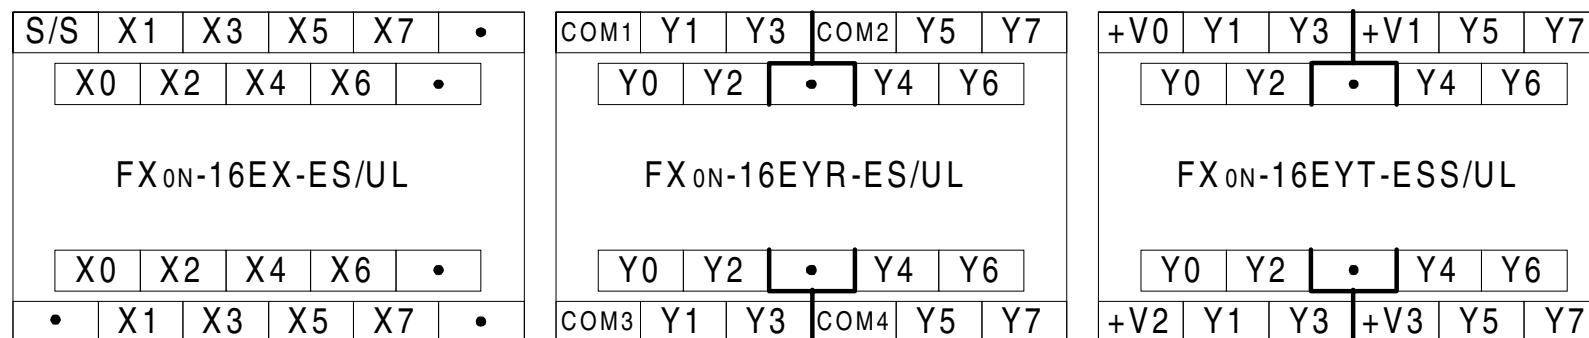 S/S X1 X3 X5 X7 •
X0 X2 X4 X6 •
FX0N-16EX-ES/UL
X0 X2 X4 X6 •
• X1 X3 X5 X7 •
COM1 Y1 Y3 COM2 Y5 Y7
Y0 Y2 • Y4 Y6
FX0N-16EYR-ES/UL
Y0 Y2 • Y4 Y6
COM3 Y1 Y3 COM4 Y5 Y7
+V0 Y1 Y3 +V1 Y5 Y7
Y0 Y2 • Y4 Y6
FX0N-16EYT-ESS/UL
Y0 Y2 • Y4 Y6
+V2 Y1 Y3 +V3 Y5 Y7